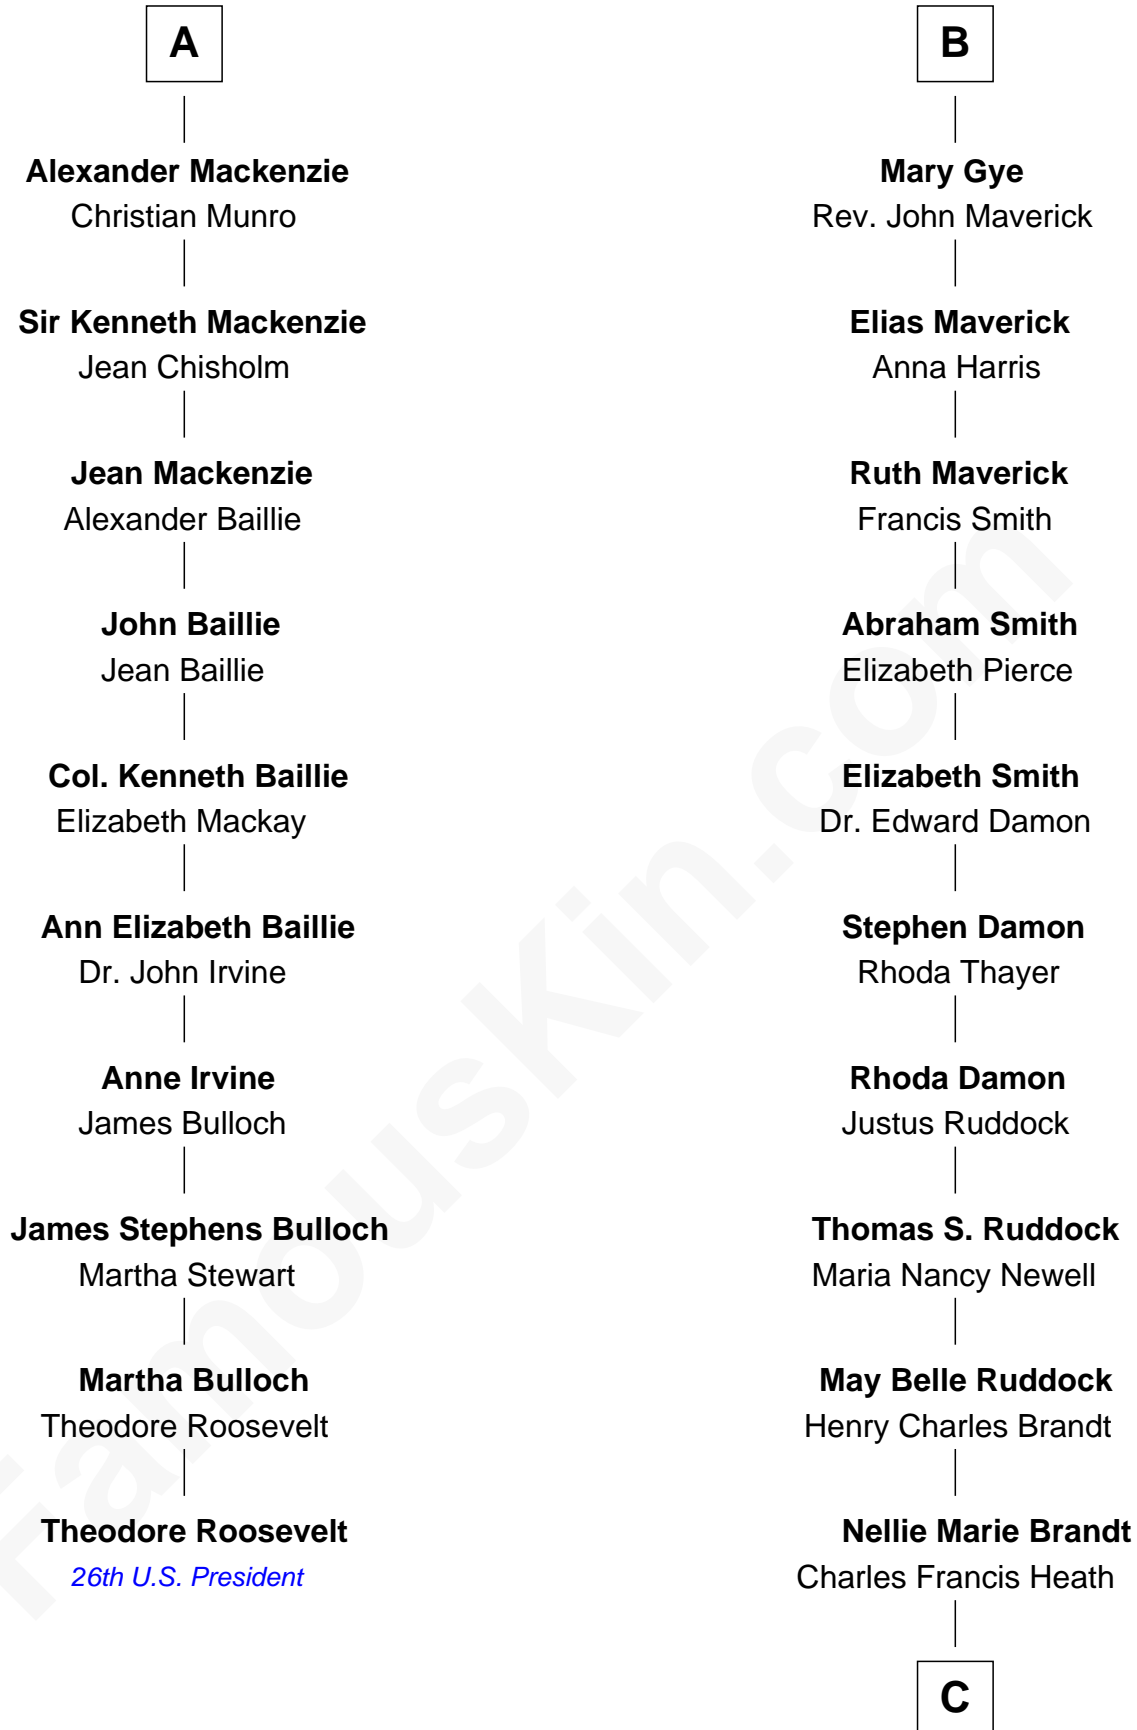 A
Alexander Mackenzie
Christian Munro
Sir Kenneth Mackenzie
Jean Chisholm
Jean Mackenzie
Alexander Baillie
John Baillie
Jean Baillie
Col. Kenneth Baillie
Elizabeth Mackay
Ann Elizabeth Baillie
Dr. John Irvine
Anne Irvine
James Bulloch
James Stephens Bulloch
Martha Stewart
Martha Bulloch
Theodore Roosevelt
Theodore Roosevelt
26th U.S. President
B
Mary Gye
Rev. John Maverick
Elias Maverick
Anna Harris
Ruth Maverick
Francis Smith
Abraham Smith
Elizabeth Pierce
Elizabeth Smith
Dr. Edward Damon
Stephen Damon
Rhoda Thayer
Rhoda Damon
Justus Ruddock
Thomas S. Ruddock
Maria Nancy Newell
May Belle Ruddock
Henry Charles Brandt
Nellie Marie Brandt
Charles Francis Heath
C
FamousKin.com